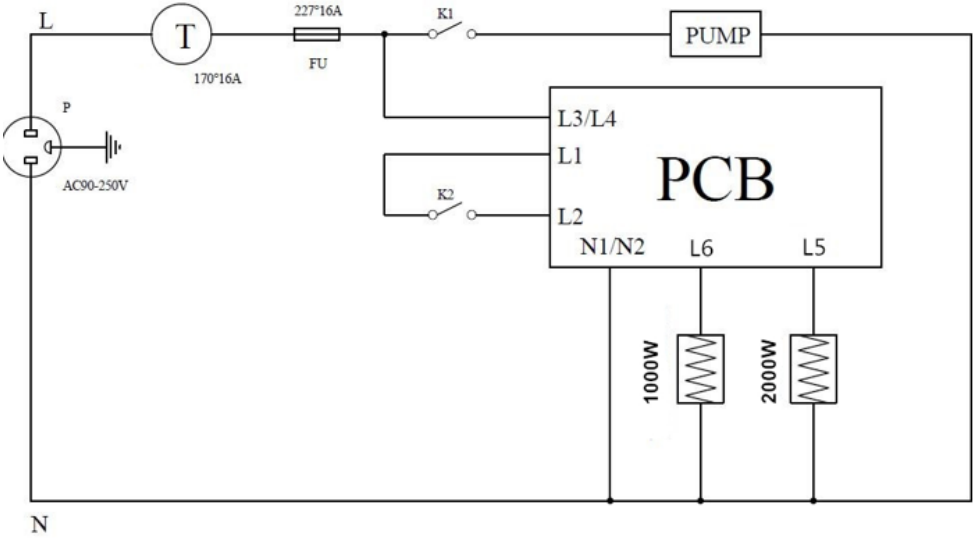 L
227°16A
K1
T
PUMP
FU
170°16A
P
L3/L4
L1
PCB
AC90-250V
K2
L2
N1/N2
L6
L5
1000W
2000W
N